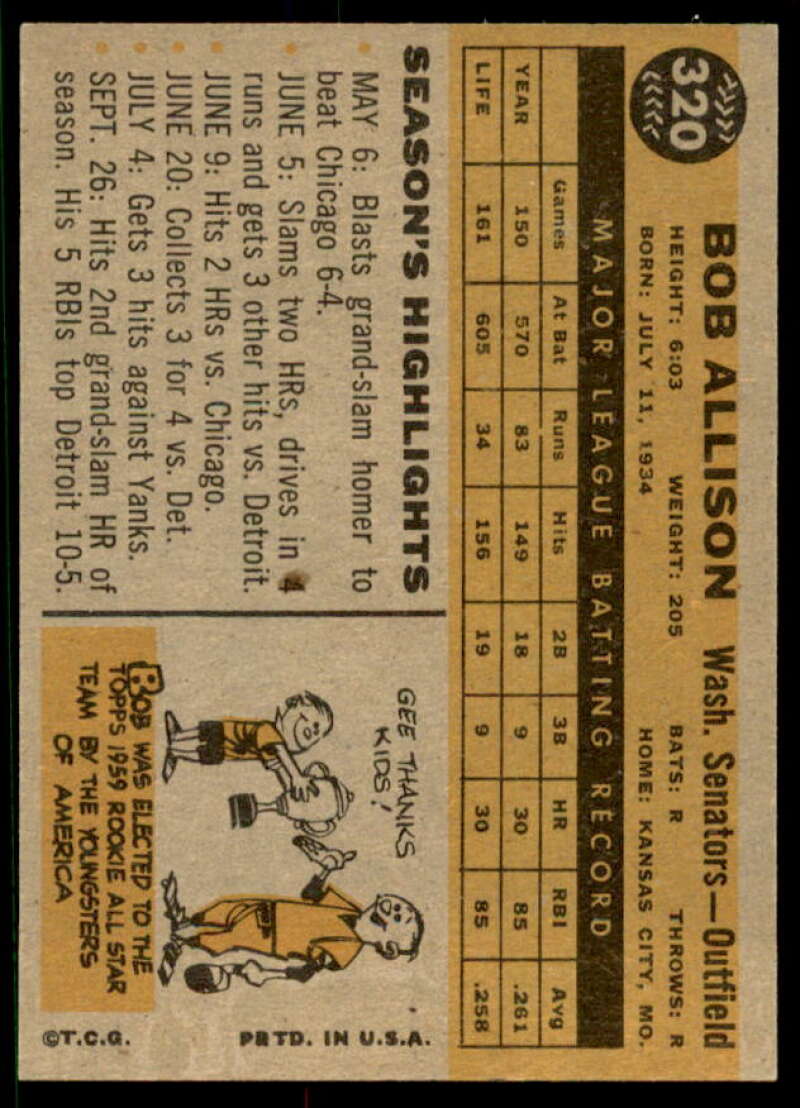 320
BOB ALLISON Wash. Senators—Outfield
HEIGHT: 6:03 WEIGHT: 205 BATS: R THROWS: R
BORN: JULY 11, 1934 HOME: KANSAS CITY, MO.
MAJOR LEAGUE BATTING RECORD
Games At Bat Runs Hits 2B 3B HR RBI Avg
YEAR 150 570 83 149 18 9 30 85 .261
LIFE 161 605 34 156 19 9 30 85 .258
SEASON'S HIGHLIGHTS
MAY 6: Blasts grand-slam homer to
beat Chicago 6-4.
JUNE 5: Slams two HRs, drives in 4
runs and gets 3 other hits vs. Detroit.
JUNE 9: Hits 2 HRs vs. Chicago.
JUNE 20: Collects 3 for 4 vs. Det.
JULY 4: Gets 3 hits against Yanks.
SEPT. 26: Hits 2nd grand-slam HR of
season. His 5 RBIs top Detroit 10-5.
GEE THANKS
KIDS!
BOB WAS ELECTED TO THE
TOPPS 1959 ROOKIE ALL STAR
TEAM BY THE YOUNGSTERS
OF AMERICA
©T.C.G. PRTD. IN U.S.A.